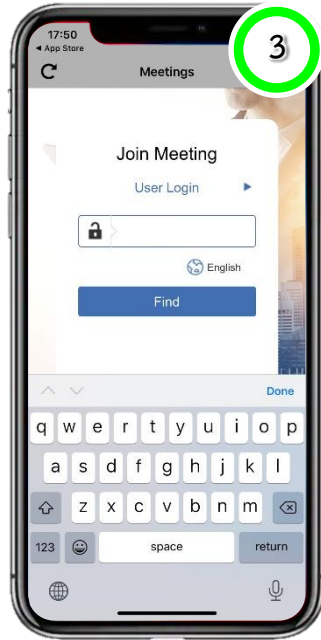 3
17:50
◀ App Store
Meetings
Join Meeting
User Login
English
Find
Done
q w e r t y u i o p
a s d f g h j k l
z x c v b n m
123 space return